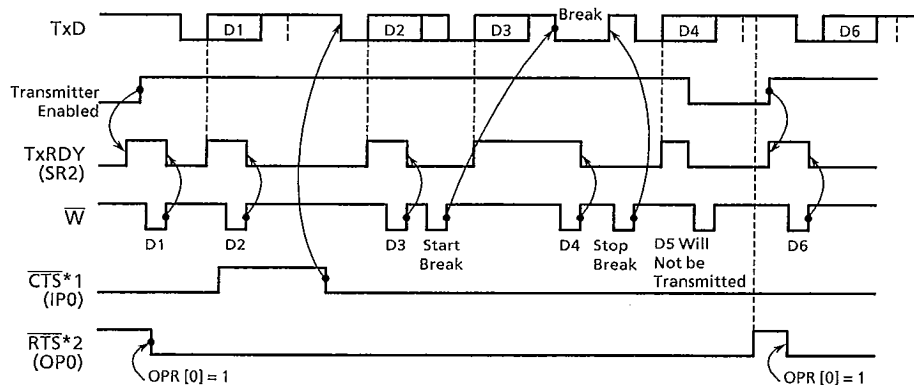 Break
TxD
D1
D2
D3
D4
D6
Transmitter
Enabled
TxRDY
(SR2)
W
D1
D2
D3
Start
Break
D4
Stop
Break
D5 Will
Not be
Transmitted
D6
CTS*1
(IP0)
RTS*2
(OP0)
OPR [0] = 1
OPR [0] = 1